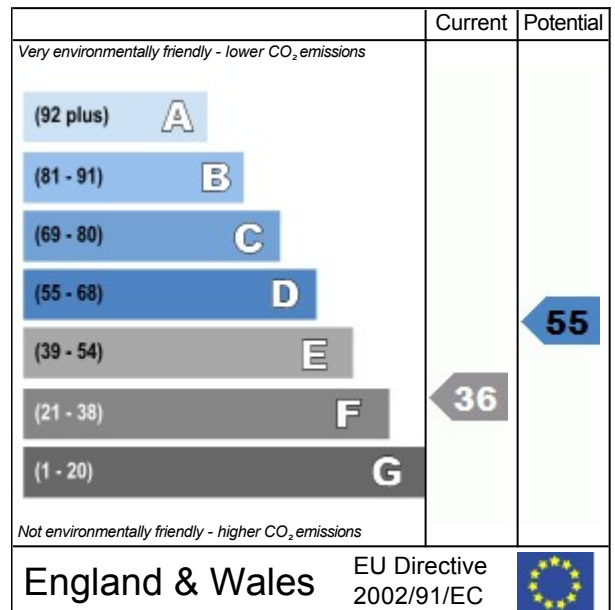 Current Potential
Very environmentally friendly - lower CO₂ emissions
(92 plus) A
(81 - 91) B
(69 - 80) C
(55 - 68) D
55
(39 - 54) E
(21 - 38) F
36
(1 - 20) G
Not environmentally friendly - higher CO₂ emissions
England & Wales
EU Directive
2002/91/EC